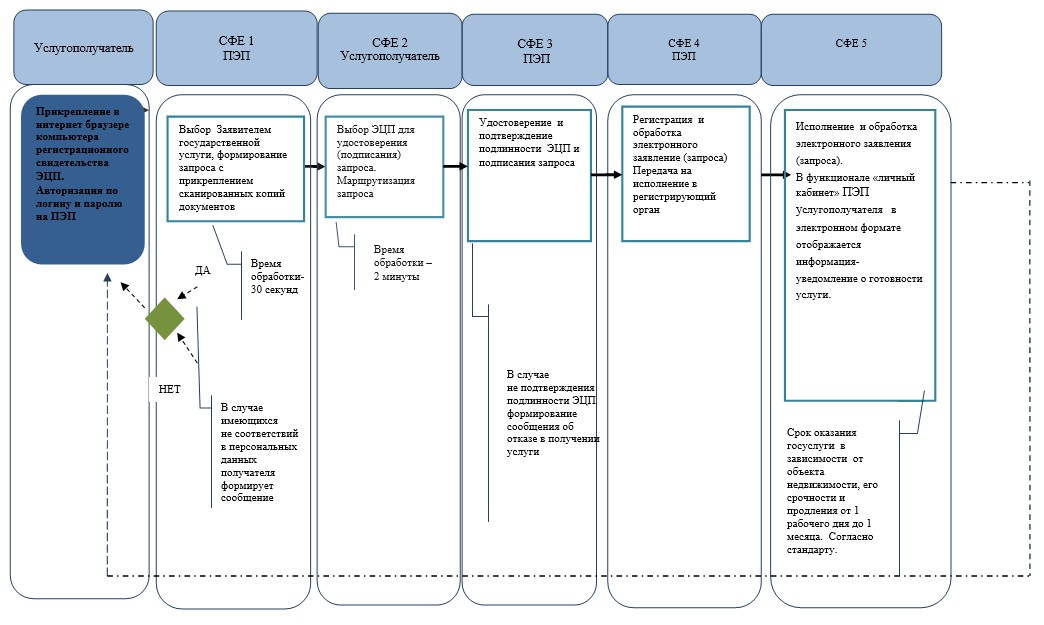 Услугополучатель
СФЕ 1
ПЭП
СФЕ 2
Услугополучатель
СФЕ 3
ПЭП
СФЕ 4
ПЭП
СФЕ 5
Прикрепление в
интернет браузере
компьютера
регистрационного
свидетельства
ЭЦП.
Авторизация по
логину и паролю
на ПЭП
Выбор Заявителем
государственной
услуги, формирование
запроса с
прикреплением
сканированных копий
документов
Выбор ЭЦП для
удостоверения
(подписания)
запроса.
Маршрутизация
запроса
Удостоверение и
подтверждение
подлинности ЭЦП и
подписания запроса
Регистрация и
обработка
электронного
заявление (запроса)
Передача на
исполнение в
регистрирующий
орган
Исполнение и обработка
электронного заявления
(запроса).
В функционале «личный
кабинет» ПЭП
услугополучателя в
электронном формате
отображается
информация-
уведомление о готовности
услуги.
ДА
Время
обработки-
30 секунд
Время
обработки –
2 минуты
НЕТ
В случае
имеющихся
не соответствий
в персональных
данных
получателя
формирует
сообщение
В случае
не подтверждения
подлинности ЭЦП
формирование
сообщения об
отказе в получении
услуги
Срок оказания
госуслуги в
зависимости от
объекта
недвижимости, его
срочности и
продления от 1
рабочего дня до 1
месяца. Согласно
стандарту.